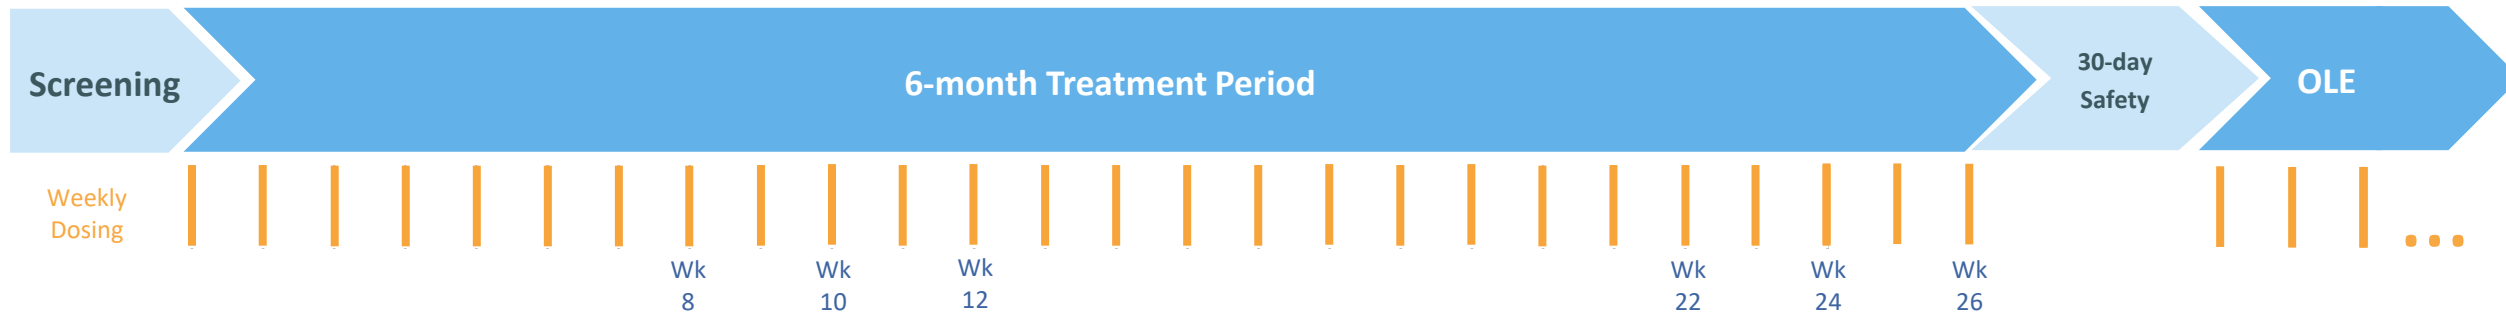 Screening
6-month Treatment Period
30-day
Safety
OLE
Weekly
Dosing
Wk
8
Wk
10
Wk
12
Wk
22
Wk
24
Wk
26
...